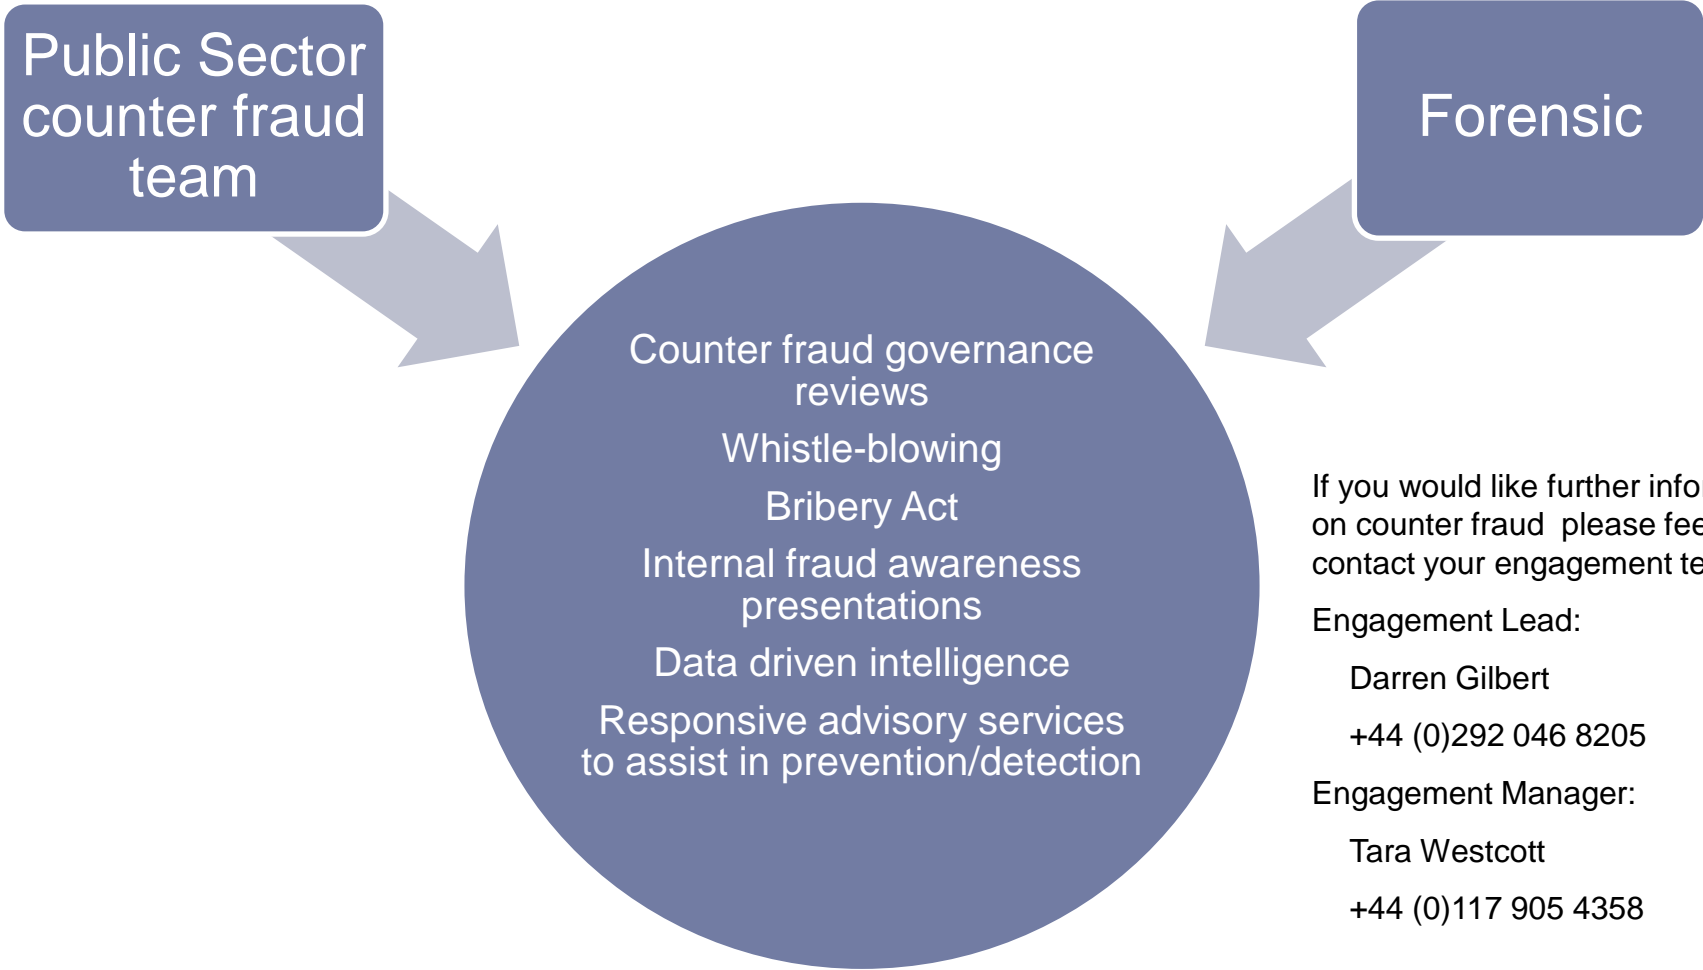 Public Sector
counter fraud
team
Forensic
Counter fraud governance
reviews
Whistle-blowing
Bribery Act
Internal fraud awareness
presentations
Data driven intelligence
Responsive advisory services
to assist in prevention/detection
If you would like further
on counter fraud please
contact your engagement
Engagement Lead:
Darren Gilbert
+44 (0)292 046 8205
Engagement Manager:
Tara Westcott
+44 (0)117 905 4358